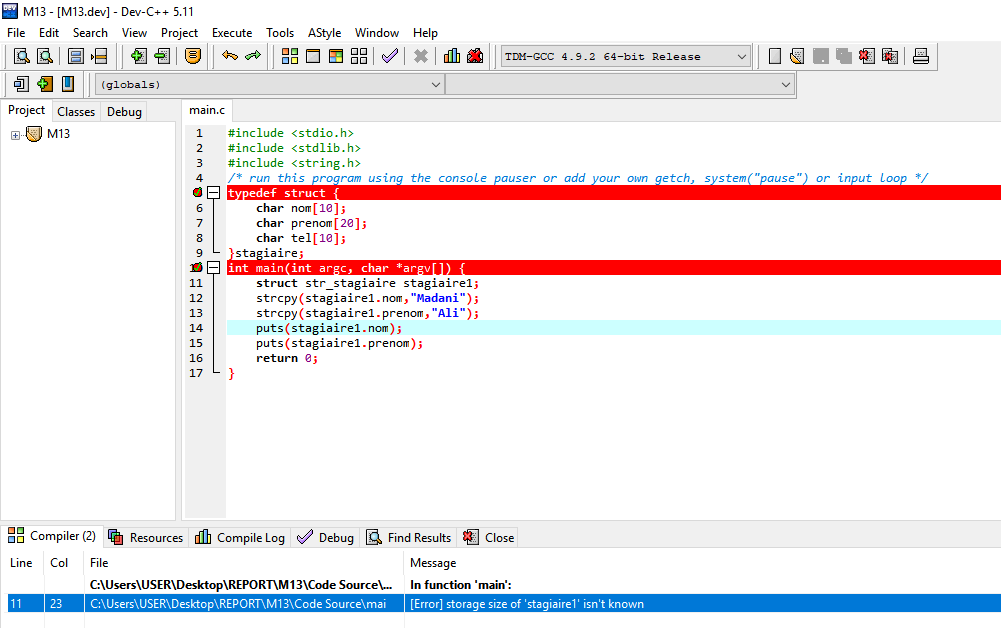 M13 - [M13.dev] - Dev-C++ 5.11
File Edit Search View Project Execute Tools AStyle Window Help
TDM-GCC 4.9.2 64-bit Release
(globals)
Project Classes Debug main.c
M13
1 #include <stdio.h>
2 #include <stdlib.h>
3 #include <string.h>
4 /* run this program using the console pauser or add your own getch, system("pause") or input loop */
typedef struct {
6 char nom[10];
7 char prenom[20];
8 char tel[10];
9 }stagiaire;
int main(int argc, char *argv[]) {
11 struct str_stagiaire stagiaire1;
12 strcpy(stagiaire1.nom,"Madani");
13 strcpy(stagiaire1.prenom,"Ali");
14 puts(stagiaire1.nom);
15 puts(stagiaire1.prenom);
16 return 0;
17 }
Compiler (2) Resources Compile Log Debug Find Results Close
Line Col File Message
C:\Users\USER\Desktop\REPORT\M13\Code Source\... In function 'main':
11 23 C:\Users\USER\Desktop\REPORT\M13\Code Source\mai [Error] storage size of 'stagiaire1' isn't known